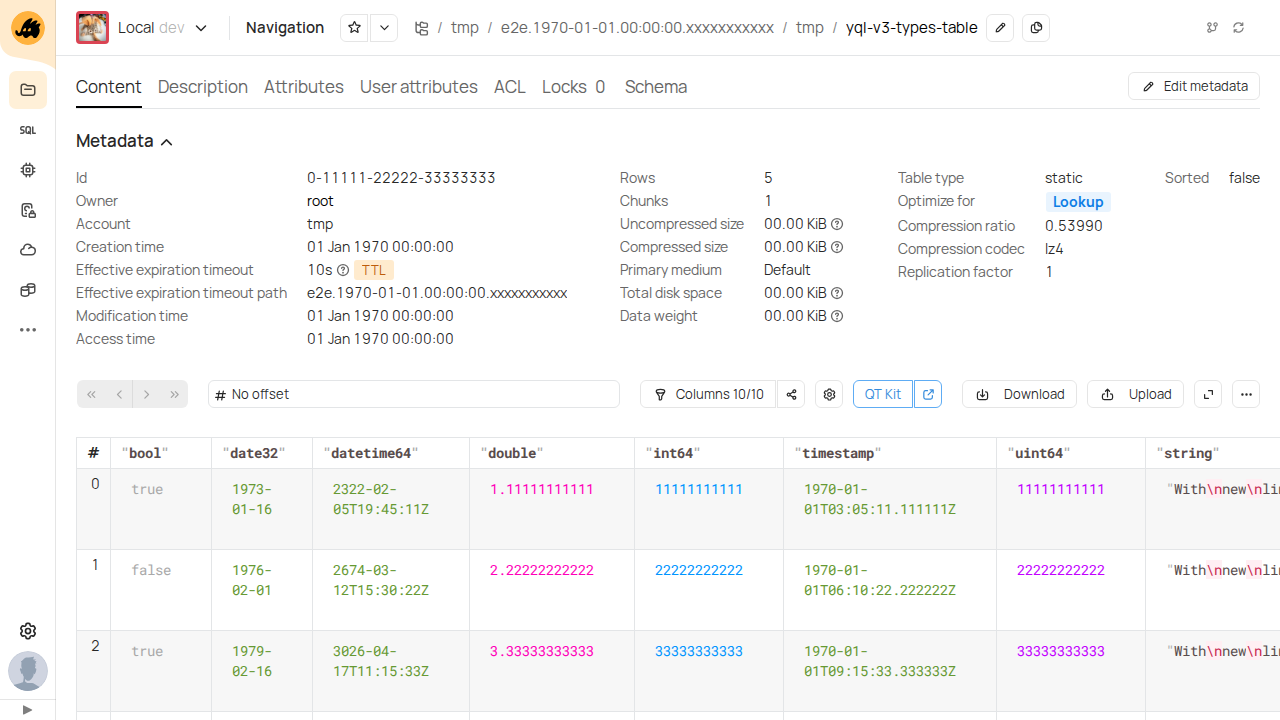 Local dev Navigation / tmp / e2e.1970-01-01.00:00:00.xxxxxxxxxxx / tmp / yql-v3-types-table
Content Description Attributes User attributes ACL Locks 0 Schema Edit metadata
SQL
Metadata
Id 0-11111-22222-33333333 Rows 5 Table type static Sorted false
Owner root Chunks 1 Optimize for Lookup
Account tmp Uncompressed size 00.00 KiB Compression ratio 0.53990
Creation time 01 Jan 1970 00:00:00 Compressed size 00.00 KiB Compression codec lz4
Effective expiration timeout 10s TTL Primary medium Default Replication factor 1
Effective expiration timeout path e2e.1970-01-01.00:00:00.xxxxxxxxxxx Total disk space 00.00 KiB
Modification time 01 Jan 1970 00:00:00 Data weight 00.00 KiB
Access time 01 Jan 1970 00:00:00
# No offset Columns 10/10 QT Kit Download Upload
# "bool" "date32" "datetime64" "double" "int64" "timestamp" "uint64" "string"
0 true 1973- 2322-02- 1.11111111111 11111111111 1970-01- 11111111111 "With\nnew\nlin
01-16 05T19:45:11Z 01T03:05:11.111111Z
1 false 1976- 2674-03- 2.22222222222 22222222222 1970-01- 22222222222 "With\nnew\nlin
02-01 12T15:30:22Z 01T06:10:22.222222Z
2 true 1979- 3026-04- 3.33333333333 33333333333 1970-01- 33333333333 "With\nnew\nlin
02-16 17T11:15:33Z 01T09:15:33.333333Z